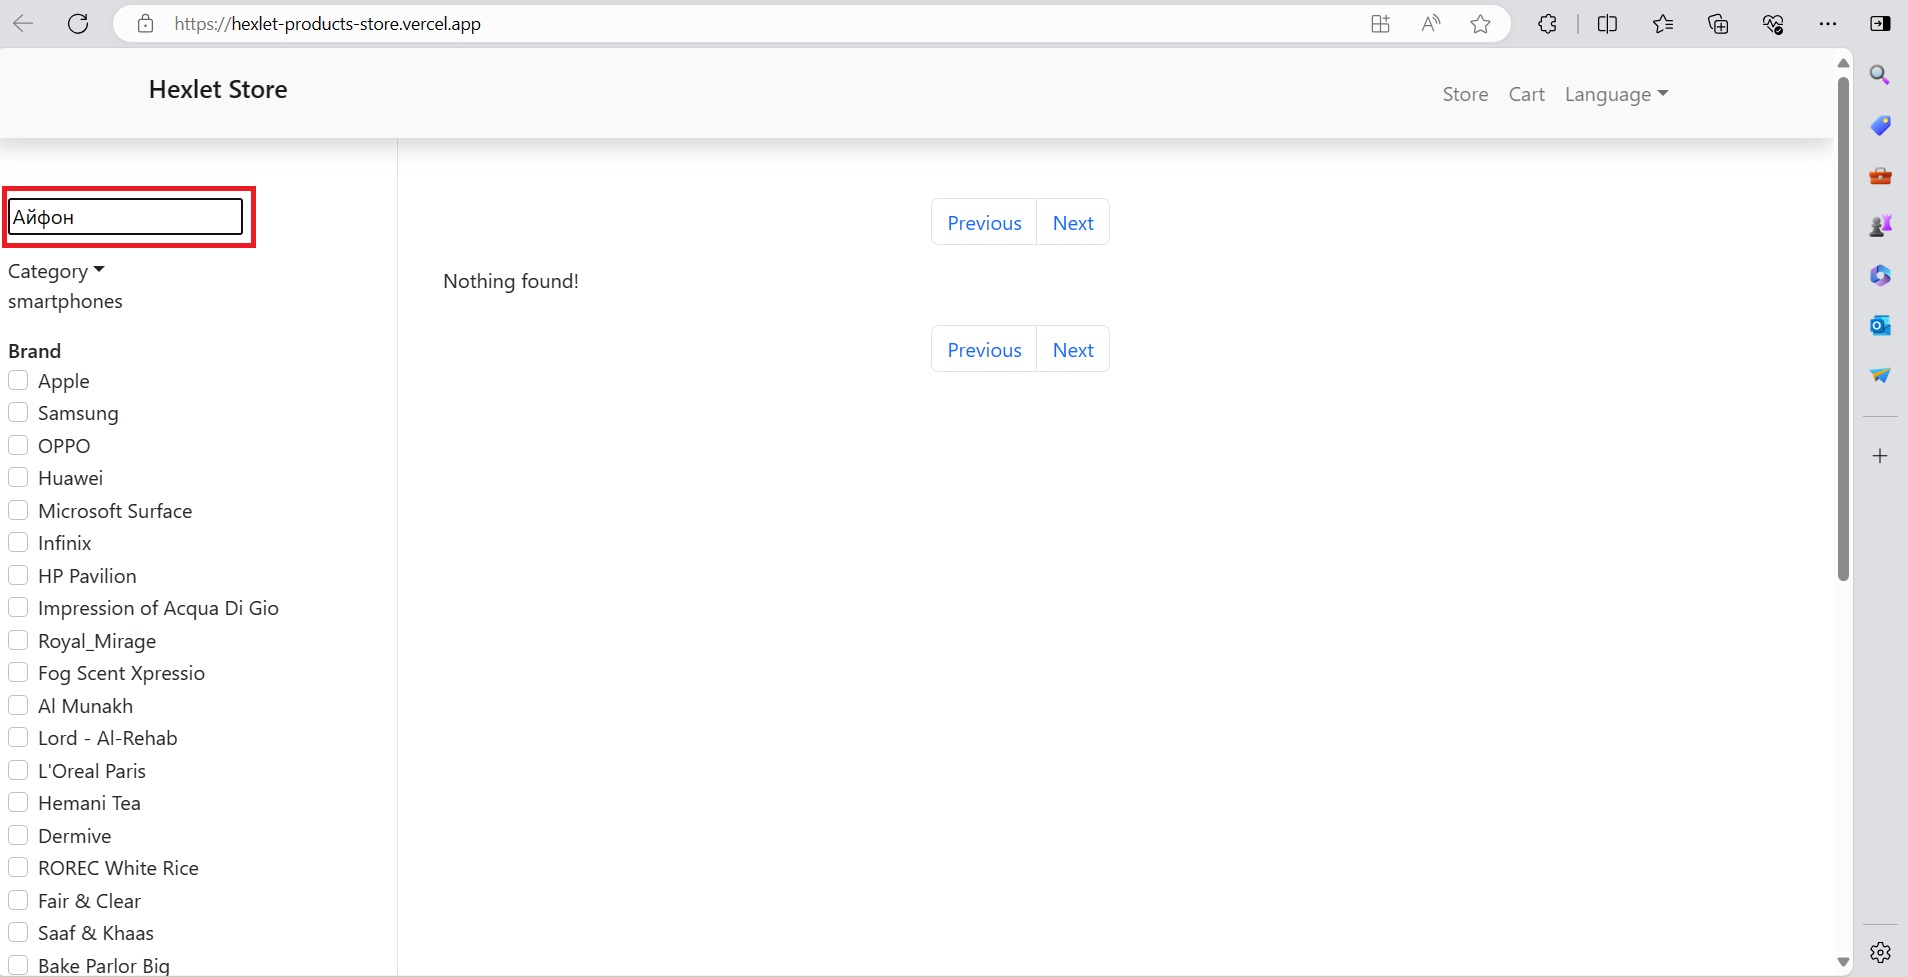 https://hexlet-products-store.vercel.app
Hexlet Store
Store Cart Language
Айфон
Category
smartphones
Brand
Apple
Samsung
OPPO
Huawei
Microsoft Surface
Infinix
HP Pavilion
Impression of Acqua Di Gio
Royal_Mirage
Fog Scent Xpressio
Al Munakh
Lord - Al-Rehab
L'Oreal Paris
Hemani Tea
Dermive
ROREC White Rice
Fair & Clear
Saaf & Khaas
Bake Parlor Big
Previous Next
Nothing found!
Previous Next